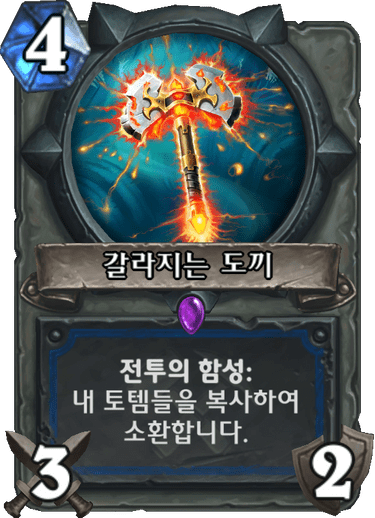 4
갈라지는 도끼
전투의 함성:
내 토템들을 복사하여
소환합니다.
3
2